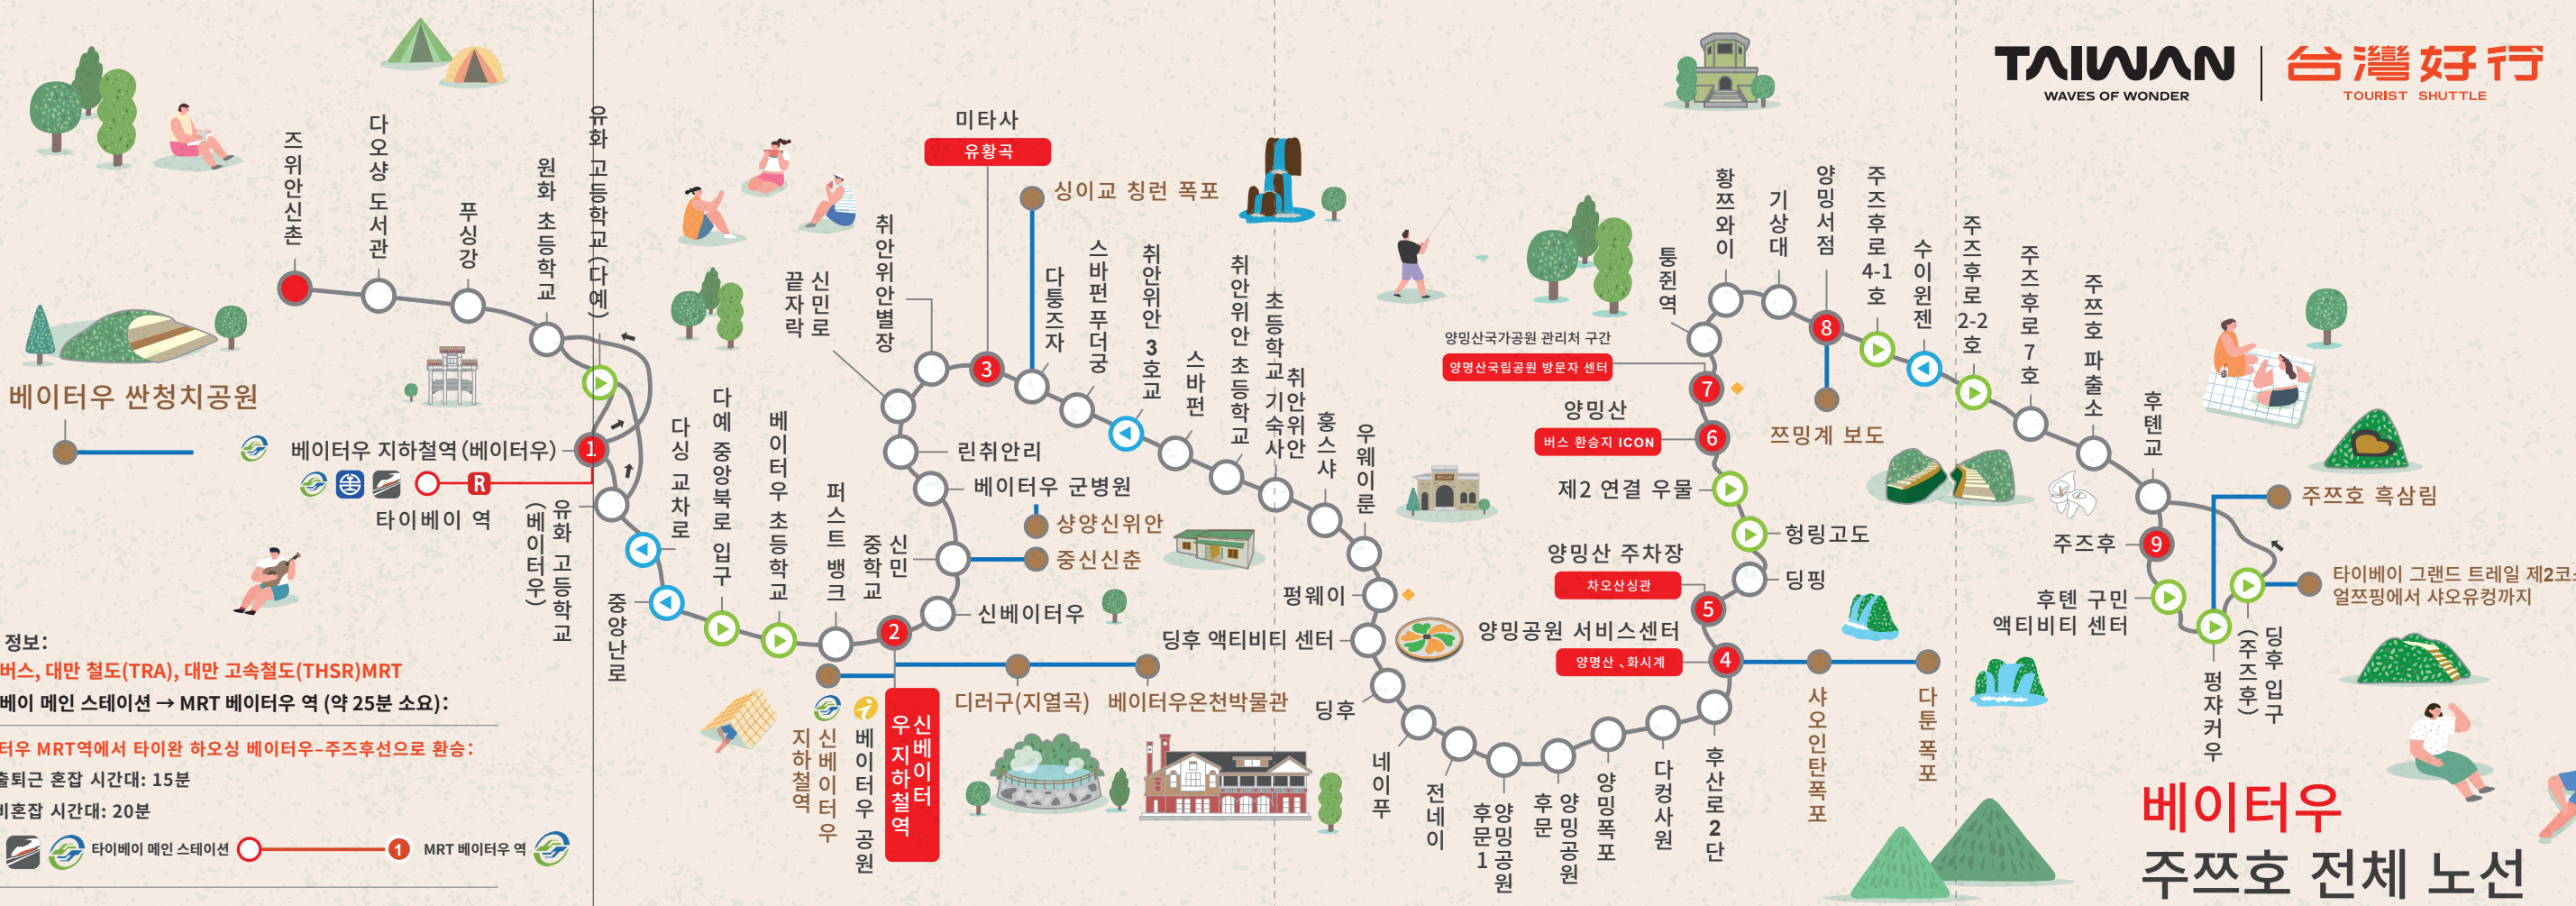 TAIWAN
WAVES OF WONDER
台灣好行
TOURIST SHUTTLE
즈위안신촌
다오샹 도서관
푸싱강
원화 초등학교
유화 고등학교(다예)
베이터우 싼청치공원
베이터우 지하철역(베이터우)
1
R
타이베이 역
유화 고등학교
(베이터우)
다싱 교차로
중양난로
다예 중앙북로 입구
베이터우 초등학교
퍼스트 뱅크
신민
중학교
2
신베이터우
지하철역
베이터우 공원
신베이터
우 지하철역
디러구(지열곡)
베이터우온천박물관
신베이터우
중신신춘
샹양신위안
베이터우 군병원
린취안리
신민로
끝자락
취안위안별장
미타사
유황곡
3
싱이교 칭런 폭포
다퉁즈자
스바펀 푸더궁
취안위안 3호교
스바펀
취안위안 초등학교
취안위안
초등학교 기숙사
훙스샤
우웨이룬
펑웨이
딩후 액티비티 센터
딩후
네이푸
전네이
양밍공원
후문1
양밍공원
후문
양밍폭포
다컹사원
후산로2단
양밍공원 서비스센터
양명산 、화시계
4
샤오인탄폭포
다툰 폭포
양밍산 주차장
차오산싱관
5
딩핑
헝링고도
제2 연결 우물
양밍산
버스 환승지 ICON
6
양밍산국가공원 관리처 구간
양명산국립공원 방문자 센터
7
퉁쥔역
황쯔와이
기상대
양밍서점
8
쯔밍계 보도
주즈후로 4-1호
수이윈젠
주즈후로 2-2호
주즈후로 7호
주쯔호 파출소
후톈교
주즈후
9
후톈 구민
액티비티 센터
펑쟈커우
딩후 입구
(주즈후)
주쯔호 흑삼림
타이베이 그랜드 트레일 제2코
얼쯔핑에서 샤오유컹까지
정보:
버스, 대만 철도(TRA), 대만 고속철도(THSR)MRT
베이 메인 스테이션 → MRT 베이터우 역 (약 25분 소요):
터우 MRT역에서 타이완 하오싱 베이터우–주즈후선으로 환승:
출퇴근 혼잡 시간대: 15분
비혼잡 시간대: 20분
타이베이 메인 스테이션
1
MRT 베이터우 역
베이터우
주쯔호 전체 노선